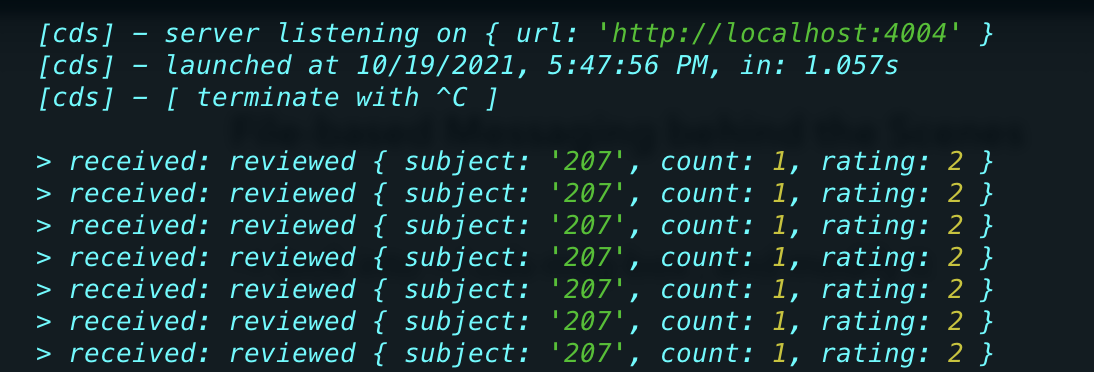 [cds] – server listening on { url: 'http://localhost:4004' }
[cds] – launched at 10/19/2021, 5:47:56 PM, in: 1.057s
[cds] – [ terminate with ^C ]
> received: reviewed { subject: '207', count: 1, rating: 2 }
> received: reviewed { subject: '207', count: 1, rating: 2 }
> received: reviewed { subject: '207', count: 1, rating: 2 }
> received: reviewed { subject: '207', count: 1, rating: 2 }
> received: reviewed { subject: '207', count: 1, rating: 2 }
> received: reviewed { subject: '207', count: 1, rating: 2 }
> received: reviewed { subject: '207', count: 1, rating: 2 }